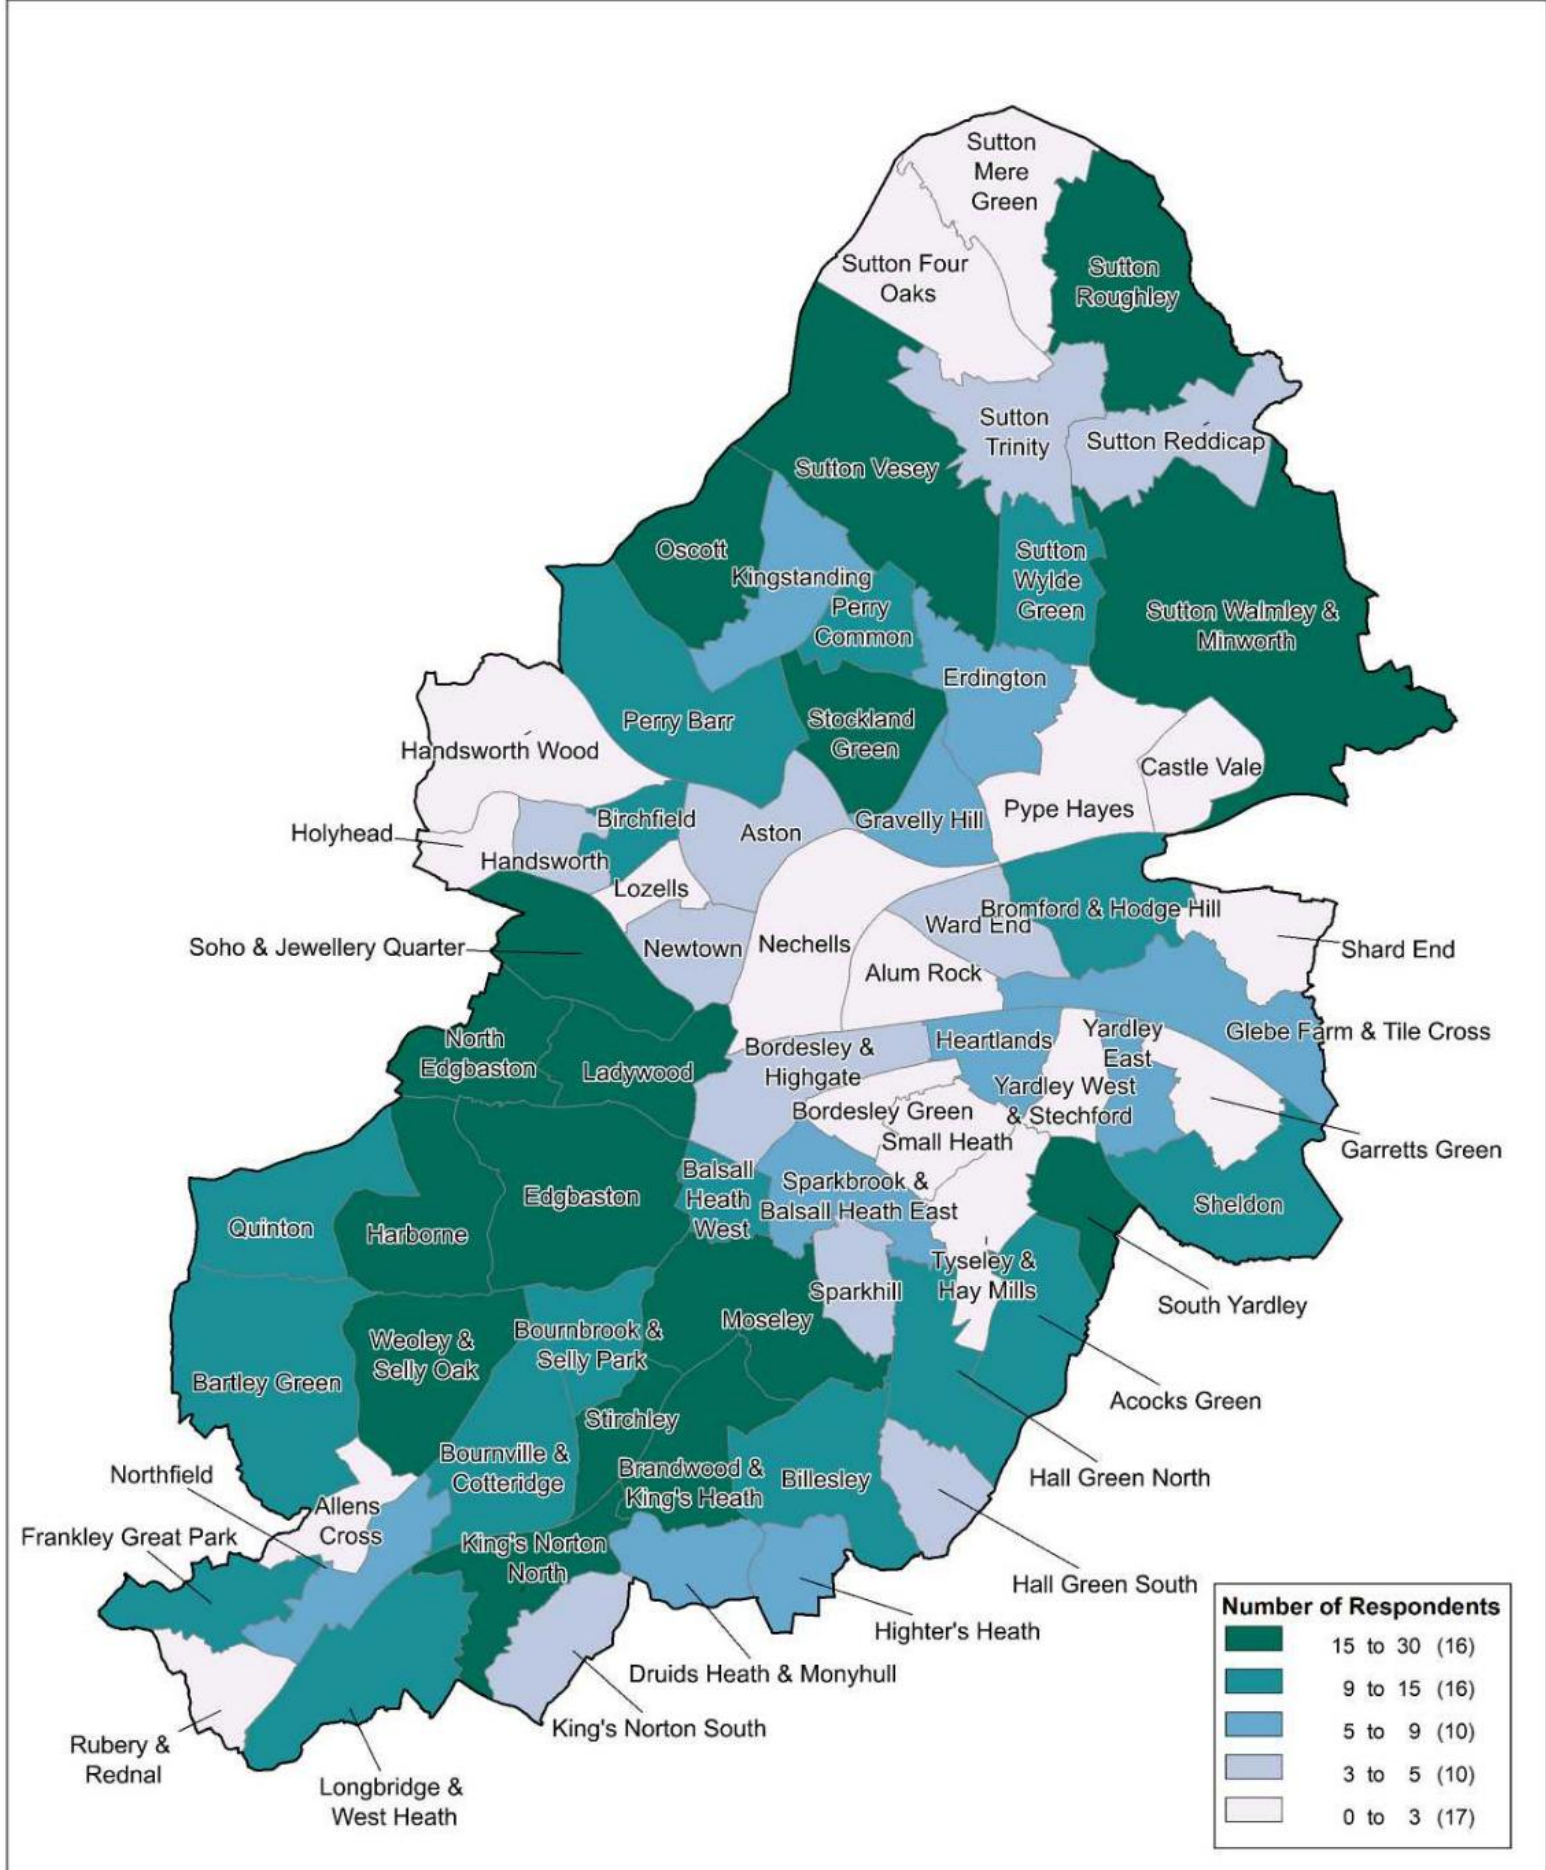 Sutton
Mere
Green
Sutton Four
Oaks
Sutton
Roughley
Sutton
Trinity
Sutton Reddicap
Sutton Vesey
Oscott
Kingstanding
Sutton
Wylde
Green
Perry
Common
Sutton Walmley &
Minworth
Erdington
Perry Barr
Stockland
Green
Handsworth Wood
Castle Vale
Pype Hayes
Birchfield
Gravelly Hill
Aston
Holyhead
Handsworth
Lozells
Bromford & Hodge Hill
Ward End
Soho & Jewellery Quarter
Newtown
Nechells
Shard End
Alum Rock
North
Edgbaston
Ladywood
Bordesley &
Highgate
Heartlands
Yardley
East
Glebe Farm & Tile Cross
Yardley West
& Stechford
Bordesley Green
Small Heath
Garretts Green
Balsall
Heath
West
Sparkbrook &
Balsall Heath East
Edgbaston
Sheldon
Quinton
Harborne
Tyseley &
Hay Mills
Sparkhill
South Yardley
Moseley
Weoley &
Selly Oak
Bournbrook &
Selly Park
Bartley Green
Acocks Green
Stirchley
Bournville &
Cotteridge
Brandwood &
King's Heath
Billesley
Hall Green North
Northfield
Allens
Cross
Frankley Great Park
King's Norton
North
Hall Green South
Highter's Heath
Druids Heath & Monyhull
King's Norton South
Rubery &
Rednal
Longbridge &
West Heath
Number of Respondents
15 to 30 (16)
9 to 15 (16)
5 to 9 (10)
3 to 5 (10)
0 to 3 (17)